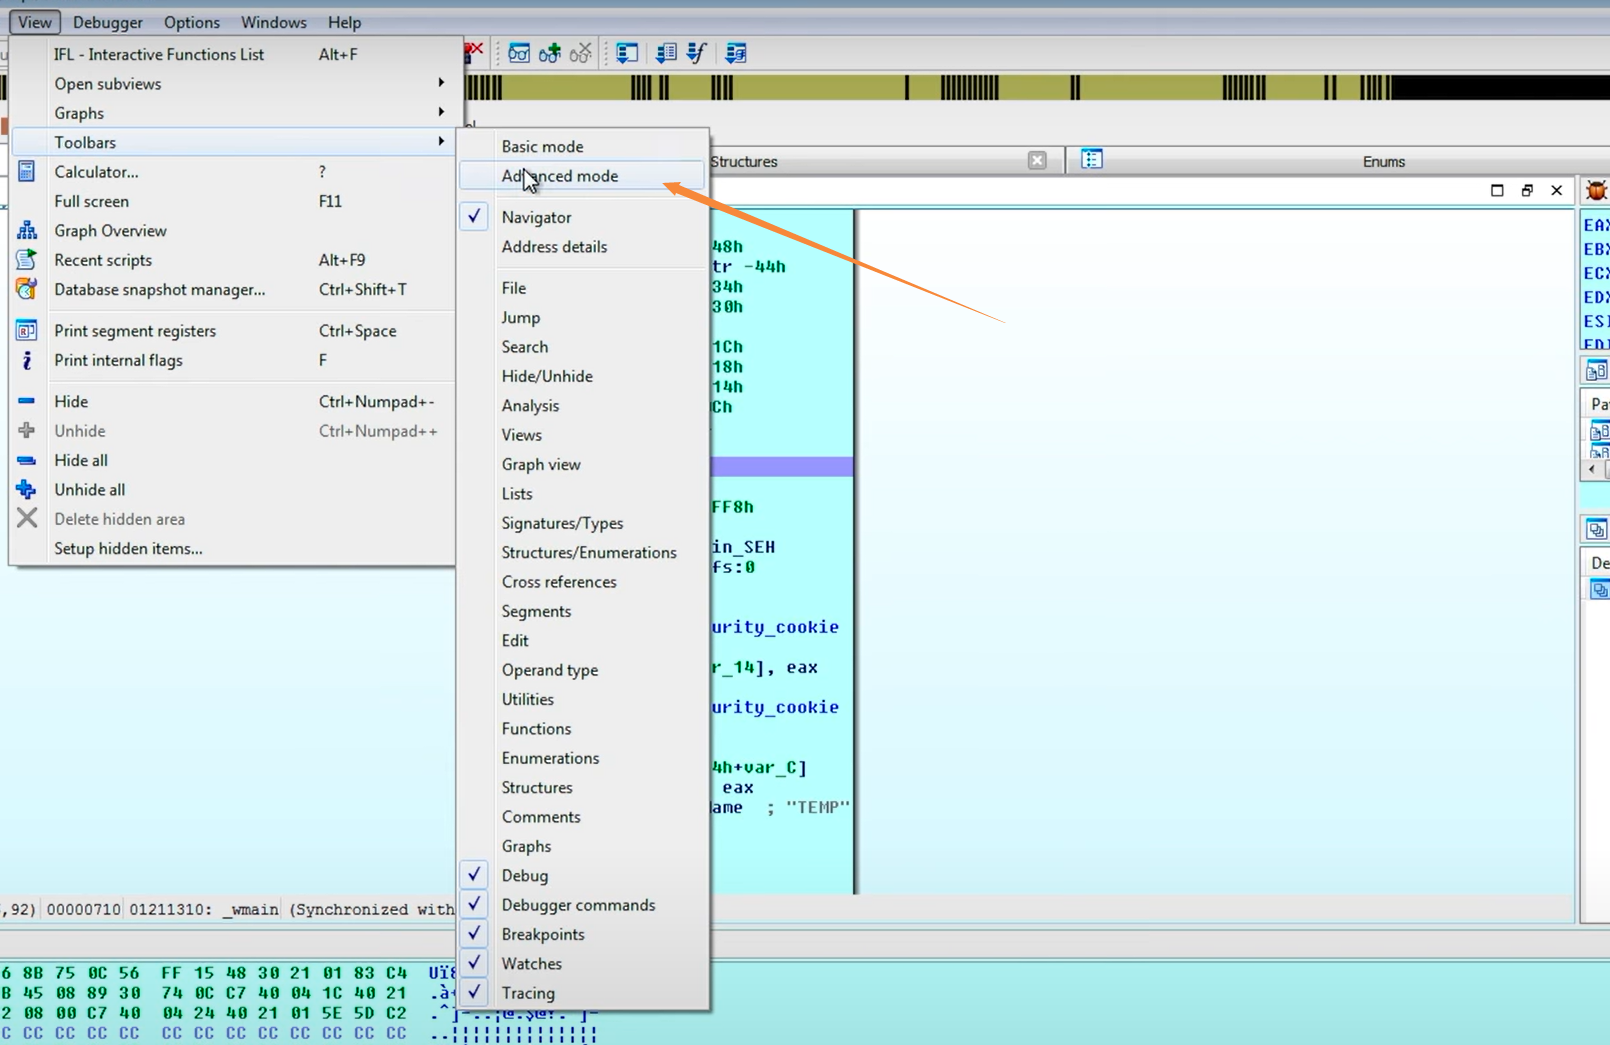 View Debugger Options Windows Help
IFL - Interactive Functions List Alt+F
Open subviews
Graphs
Toolbars
Calculator... ?
Full screen F11
Graph Overview
Recent scripts Alt+F9
Database snapshot manager... Ctrl+Shift+T
Print segment registers Ctrl+Space
Print internal flags F
Hide Ctrl+Numpad+-
Unhide Ctrl+Numpad++
Hide all
Unhide all
Delete hidden area
Setup hidden items...
Basic mode
Advanced mode
Navigator
Address details
File
Jump
Search
Hide/Unhide
Analysis
Views
Graph view
Lists
Signatures/Types
Structures/Enumerations
Cross references
Segments
Edit
Operand type
Utilities
Functions
Enumerations
Structures
Comments
Graphs
Debug
Debugger commands
Breakpoints
Watches
Tracing
Structures
Enums
48h
tr -44h
34h
30h
1Ch
18h
14h
Ch
FF8h
in_SEH
fs:0
urity_cookie
r_14], eax
urity_cookie
4h+var_C]
eax
ame ; "TEMP"
EAX
EBX
ECX
EDX
ESI
EDI
Pa
De
,92) 00000710 01211310: _wmain (Synchronized with
6 8B 75 0C 56 FF 15 48 30 21 01 83 C4
B 45 08 89 30 74 0C C7 40 04 1C 40 21
2 08 00 C7 40 04 24 40 21 01 5E 5D C2
C CC CC CC CC CC CC CC CC CC CC CC CC